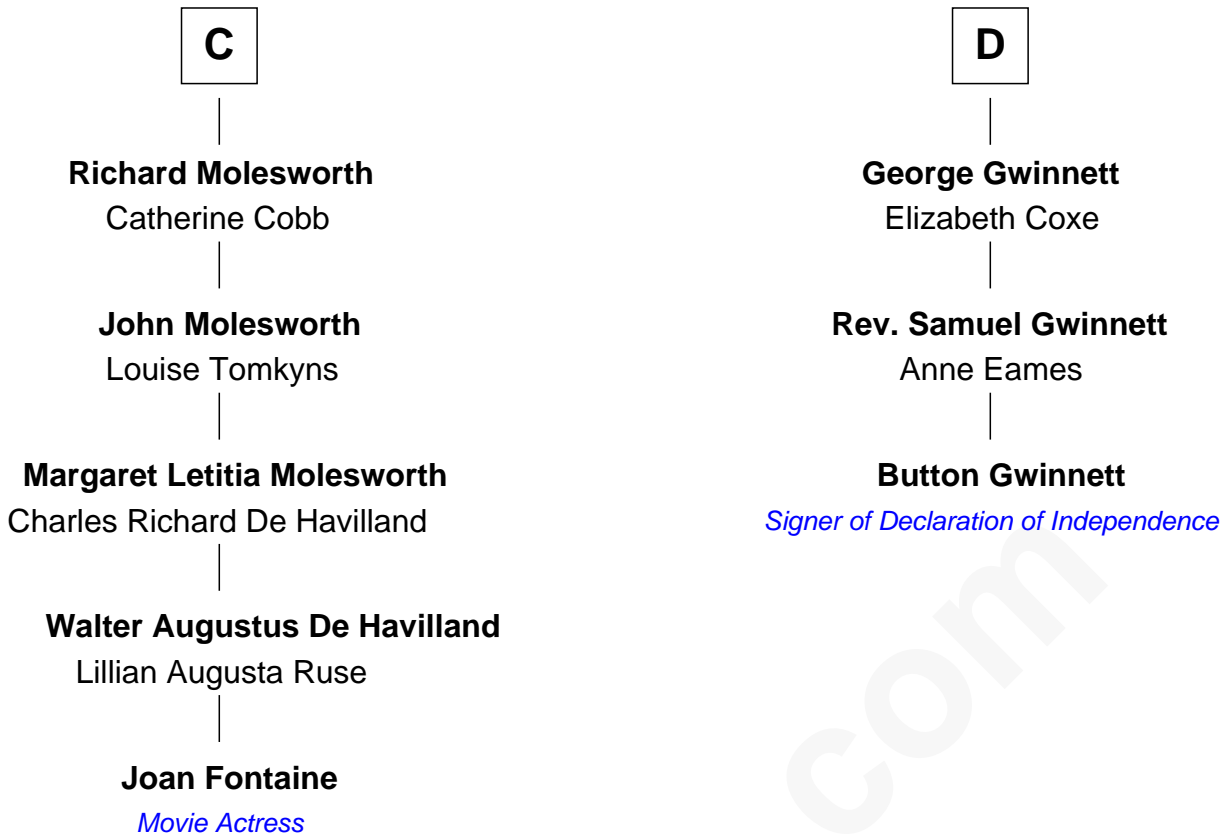 C
Richard Molesworth
Catherine Cobb
John Molesworth
Louise Tomkyns
Margaret Letitia Molesworth
Charles Richard De Havilland
Walter Augustus De Havilland
Lillian Augusta Ruse
Joan Fontaine
Movie Actress
D
George Gwinnett
Elizabeth Coxe
Rev. Samuel Gwinnett
Anne Eames
Button Gwinnett
Signer of Declaration of Independence
com